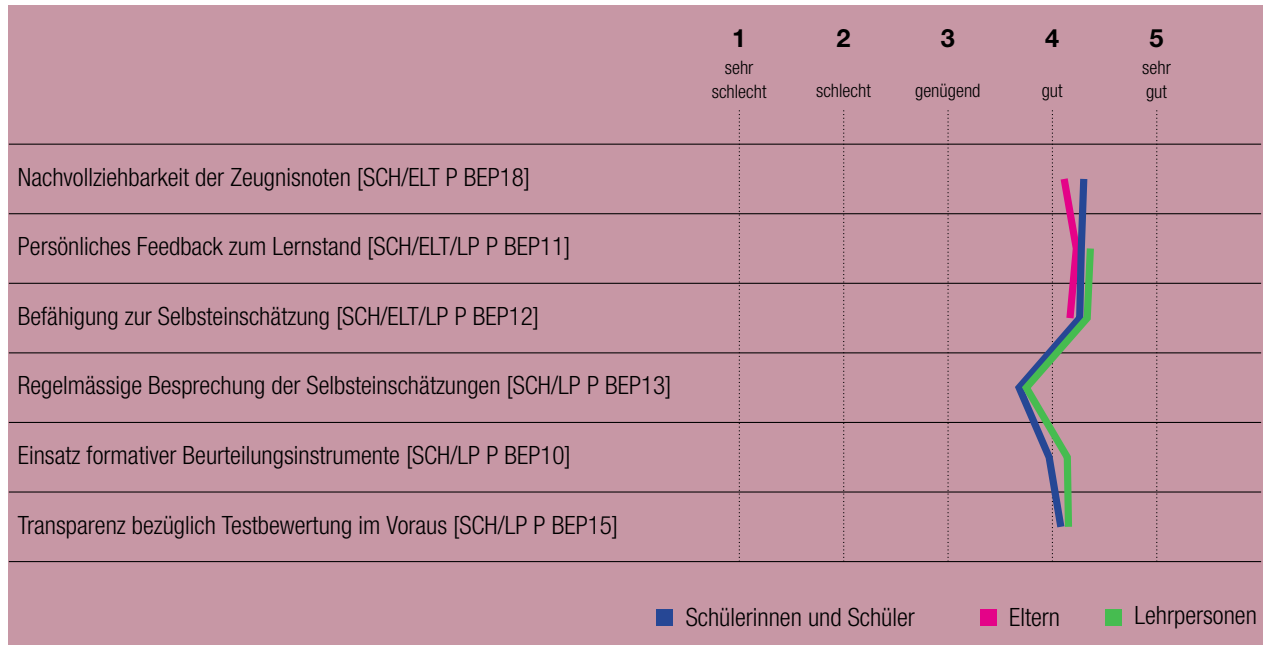 1 2 3 4 5
sehr schlecht schlecht genügend gut sehr gut
Nachvollziehbarkeit der Zeugnisnoten [SCH/ELT P BEP18]
Persönliches Feedback zum Lernstand [SCH/ELT/LP P BEP11]
Befähigung zur Selbsteinschätzung [SCH/ELT/LP P BEP12]
Regelmässige Besprechung der Selbsteinschätzungen [SCH/LP P BEP13]
Einsatz formativer Beurteilungsinstrumente [SCH/LP P BEP10]
Transparenz bezüglich Testbewertung im Voraus [SCH/LP P BEP15]
Schülerinnen und Schüler Eltern Lehrpersonen